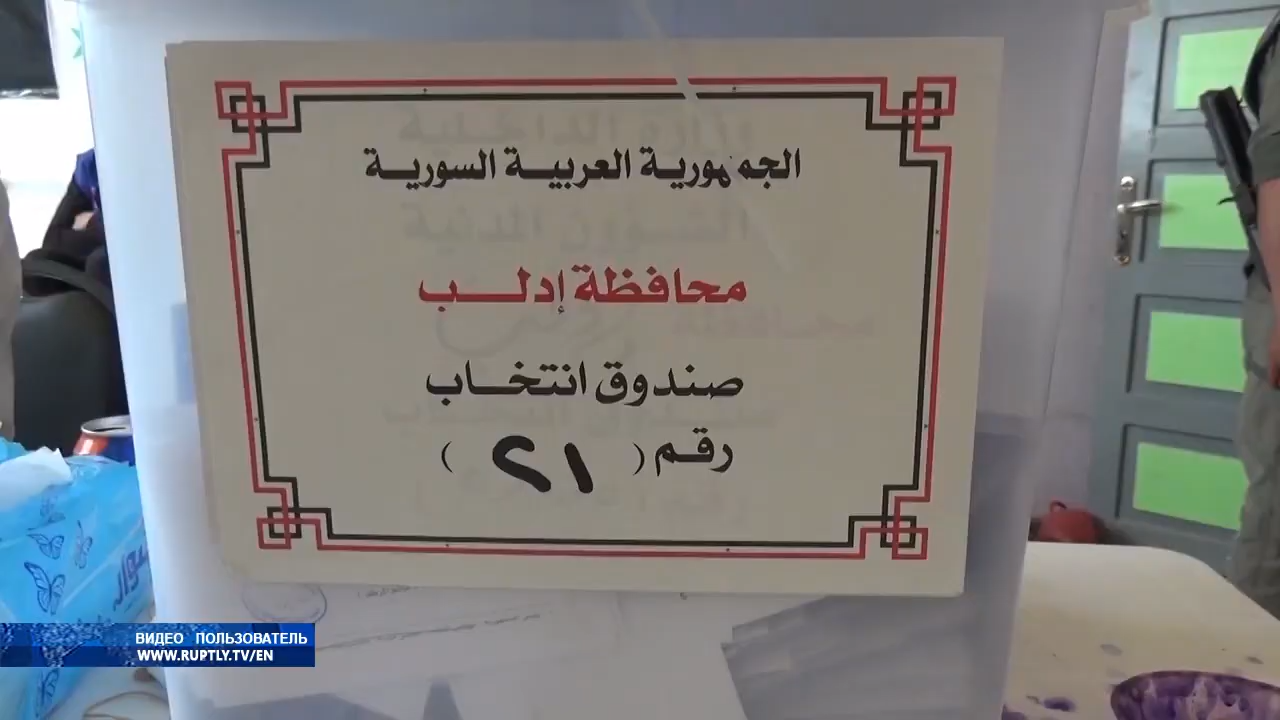 الجمهورية العربية السورية
محافظة إدلب
صندوق انتخاب
رقم ( ٢١ )
ВИДЕО ПОЛЬЗОВАТЕЛЬ
WWW.RUPTLY.TV/EN